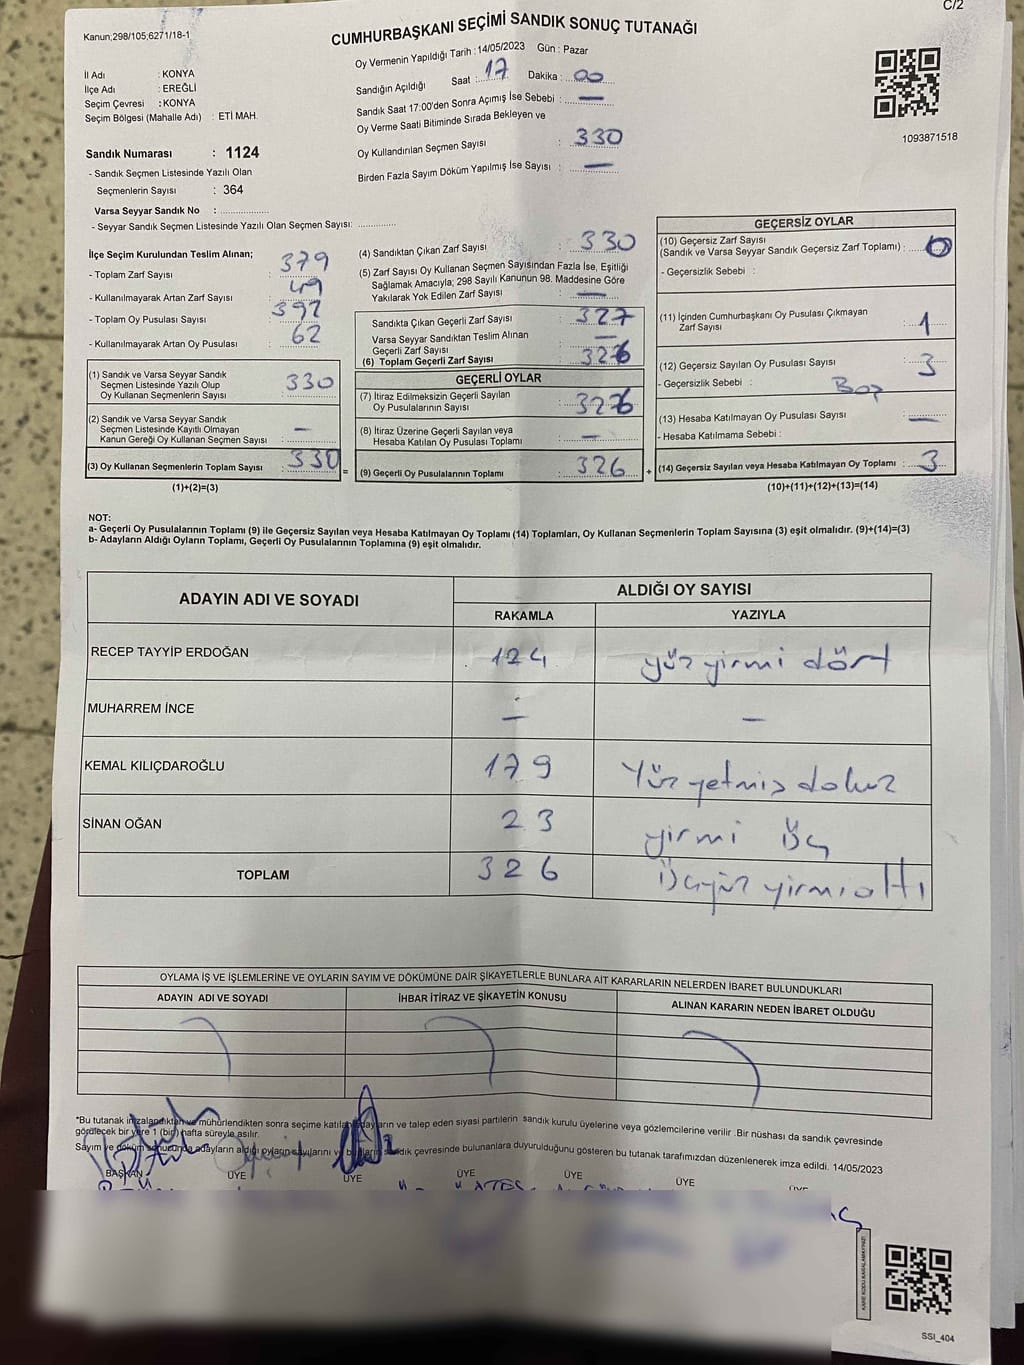 C/2
Kanun;298/105;6271/18-1
CUMHURBAŞKANI SEÇİMİ SANDIK SONUÇ TUTANAĞI
Oy Vermenin Yapıldığı Tarih : 14/05/2023 Gün : Pazar
İl Adı : KONYA
İlçe Adı : EREĞLİ
Seçim Çevresi : KONYA
Seçim Bölgesi (Mahalle Adı) : ETİ MAH.
Sandığın Açıldığı Saat : 17 Dakika : 00
Sandık Saat 17:00'den Sonra Açımış İse Sebebi : —
Oy Verme Saati Bitiminde Sırada Bekleyen ve
Oy Kullandırılan Seçmen Sayısı : 330
Birden Fazla Sayım Döküm Yapılmış İse Sayısı : —
1093871518
Sandık Numarası : 1124
- Sandık Seçmen Listesinde Yazılı Olan
Seçmenlerin Sayısı : 364
Varsa Seyyar Sandık No : ....................
- Seyyar Sandık Seçmen Listesinde Yazılı Olan Seçmen Sayısı: ..............
İlçe Seçim Kurulundan Teslim Alınan;
- Toplam Zarf Sayısı 379
- Kullanılmayarak Artan Zarf Sayısı 49
- Toplam Oy Pusulası Sayısı 392
- Kullanılmayarak Artan Oy Pusulası 62
(1) Sandık ve Varsa Seyyar Sandık
Seçmen Listesinde Yazılı Olup
Oy Kullanan Seçmenlerin Sayısı : 330
(2) Sandık ve Varsa Seyyar Sandık
Seçmen Listesinde Kayıtlı Olmayan
Kanun Gereği Oy Kullanan Seçmen Sayısı : —
(3) Oy Kullanan Seçmenlerin Toplam Sayısı : 330
=
(1)+(2)=(3)
(4) Sandıktan Çıkan Zarf Sayısı : 330
(5) Zarf Sayısı Oy Kullanan Seçmen Sayısından Fazla İse, Eşitliği
Sağlamak Amacıyla; 298 Sayılı Kanunun 98. Maddesine Göre
Yakılarak Yok Edilen Zarf Sayısı : —
Sandıkta Çıkan Geçerli Zarf Sayısı : 327
Varsa Seyyar Sandıktan Teslim Alınan
Geçerli Zarf Sayısı : —
(6) Toplam Geçerli Zarf Sayısı : 326
GEÇERLİ OYLAR
(7) İtiraz Edilmeksizin Geçerli Sayılan
Oy Pusulalarının Sayısı : 326
(8) İtiraz Üzerine Geçerli Sayılan veya
Hesaba Katılan Oy Pusulası Toplamı : —
(9) Geçerli Oy Pusulalarının Toplamı : 326
+
GEÇERSİZ OYLAR
(10) Geçersiz Zarf Sayısı
(Sandık ve Varsa Seyyar Sandık Geçersiz Zarf Toplamı) : 0
- Geçersizlik Sebebi :
(11) İçinden Cumhurbaşkanı Oy Pusulası Çıkmayan
Zarf Sayısı : 1
(12) Geçersiz Sayılan Oy Pusulası Sayısı : 3
- Geçersizlik Sebebi : Boş
(13) Hesaba Katılmayan Oy Pusulası Sayısı : —
- Hesaba Katılmama Sebebi :
(14) Geçersiz Sayılan veya Hesaba Katılmayan Oy Toplamı : 3
(10)+(11)+(12)+(13)=(14)
NOT:
a- Geçerli Oy Pusulalarının Toplamı (9) ile Geçersiz Sayılan veya Hesaba Katılmayan Oy Toplamı (14) Toplamları, Oy Kullanan Seçmenlerin Toplam Sayısına (3) eşit olmalıdır. (9)+(14)=(3)
b- Adayların Aldığı Oyların Toplamı, Geçerli Oy Pusulalarının Toplamına (9) eşit olmalıdır.
ADAYIN ADI VE SOYADI ALDIĞI OY SAYISI
RAKAMLA YAZIYLA
RECEP TAYYİP ERDOĞAN 124 yüz yirmi dört
MUHARREM İNCE — —
KEMAL KILIÇDAROĞLU 179 Yüz yetmiş dokuz
SİNAN OĞAN 23 yirmi üç
TOPLAM 326 Üçyüz yirmi altı
OYLAMA İŞ VE İŞLEMLERİNE VE OYLARIN SAYIM VE DÖKÜMÜNE DAİR ŞİKAYETLERLE BUNLARA AİT KARARLARIN NELERDEN İBARET BULUNDUKLARI
ADAYIN ADI VE SOYADI İHBAR İTİRAZ VE ŞİKAYETİN KONUSU ALINAN KARARIN NEDEN İBARET OLDUĞU
*Bu tutanak imzalandıktan ve mühürlendikten sonra seçime katılan adayların ve talep eden siyasi partilerin sandık kurulu üyelerine veya gözlemcilerine verilir .Bir nüshası da sandık çevresinde
görülecek bir yere 1 (bir) hafta süreyle asılır.
Sayım ve döküm sonucunda adayların aldığı oyların sayılarını ve bunların sandık çevresinde bulunanlara duyurulduğunu gösteren bu tutanak tarafımızdan düzenlenerek imza edildi. 14/05/2023
BAŞKAN ÜYE ÜYE ÜYE ÜYE ÜYE ÜYE
SSI_404